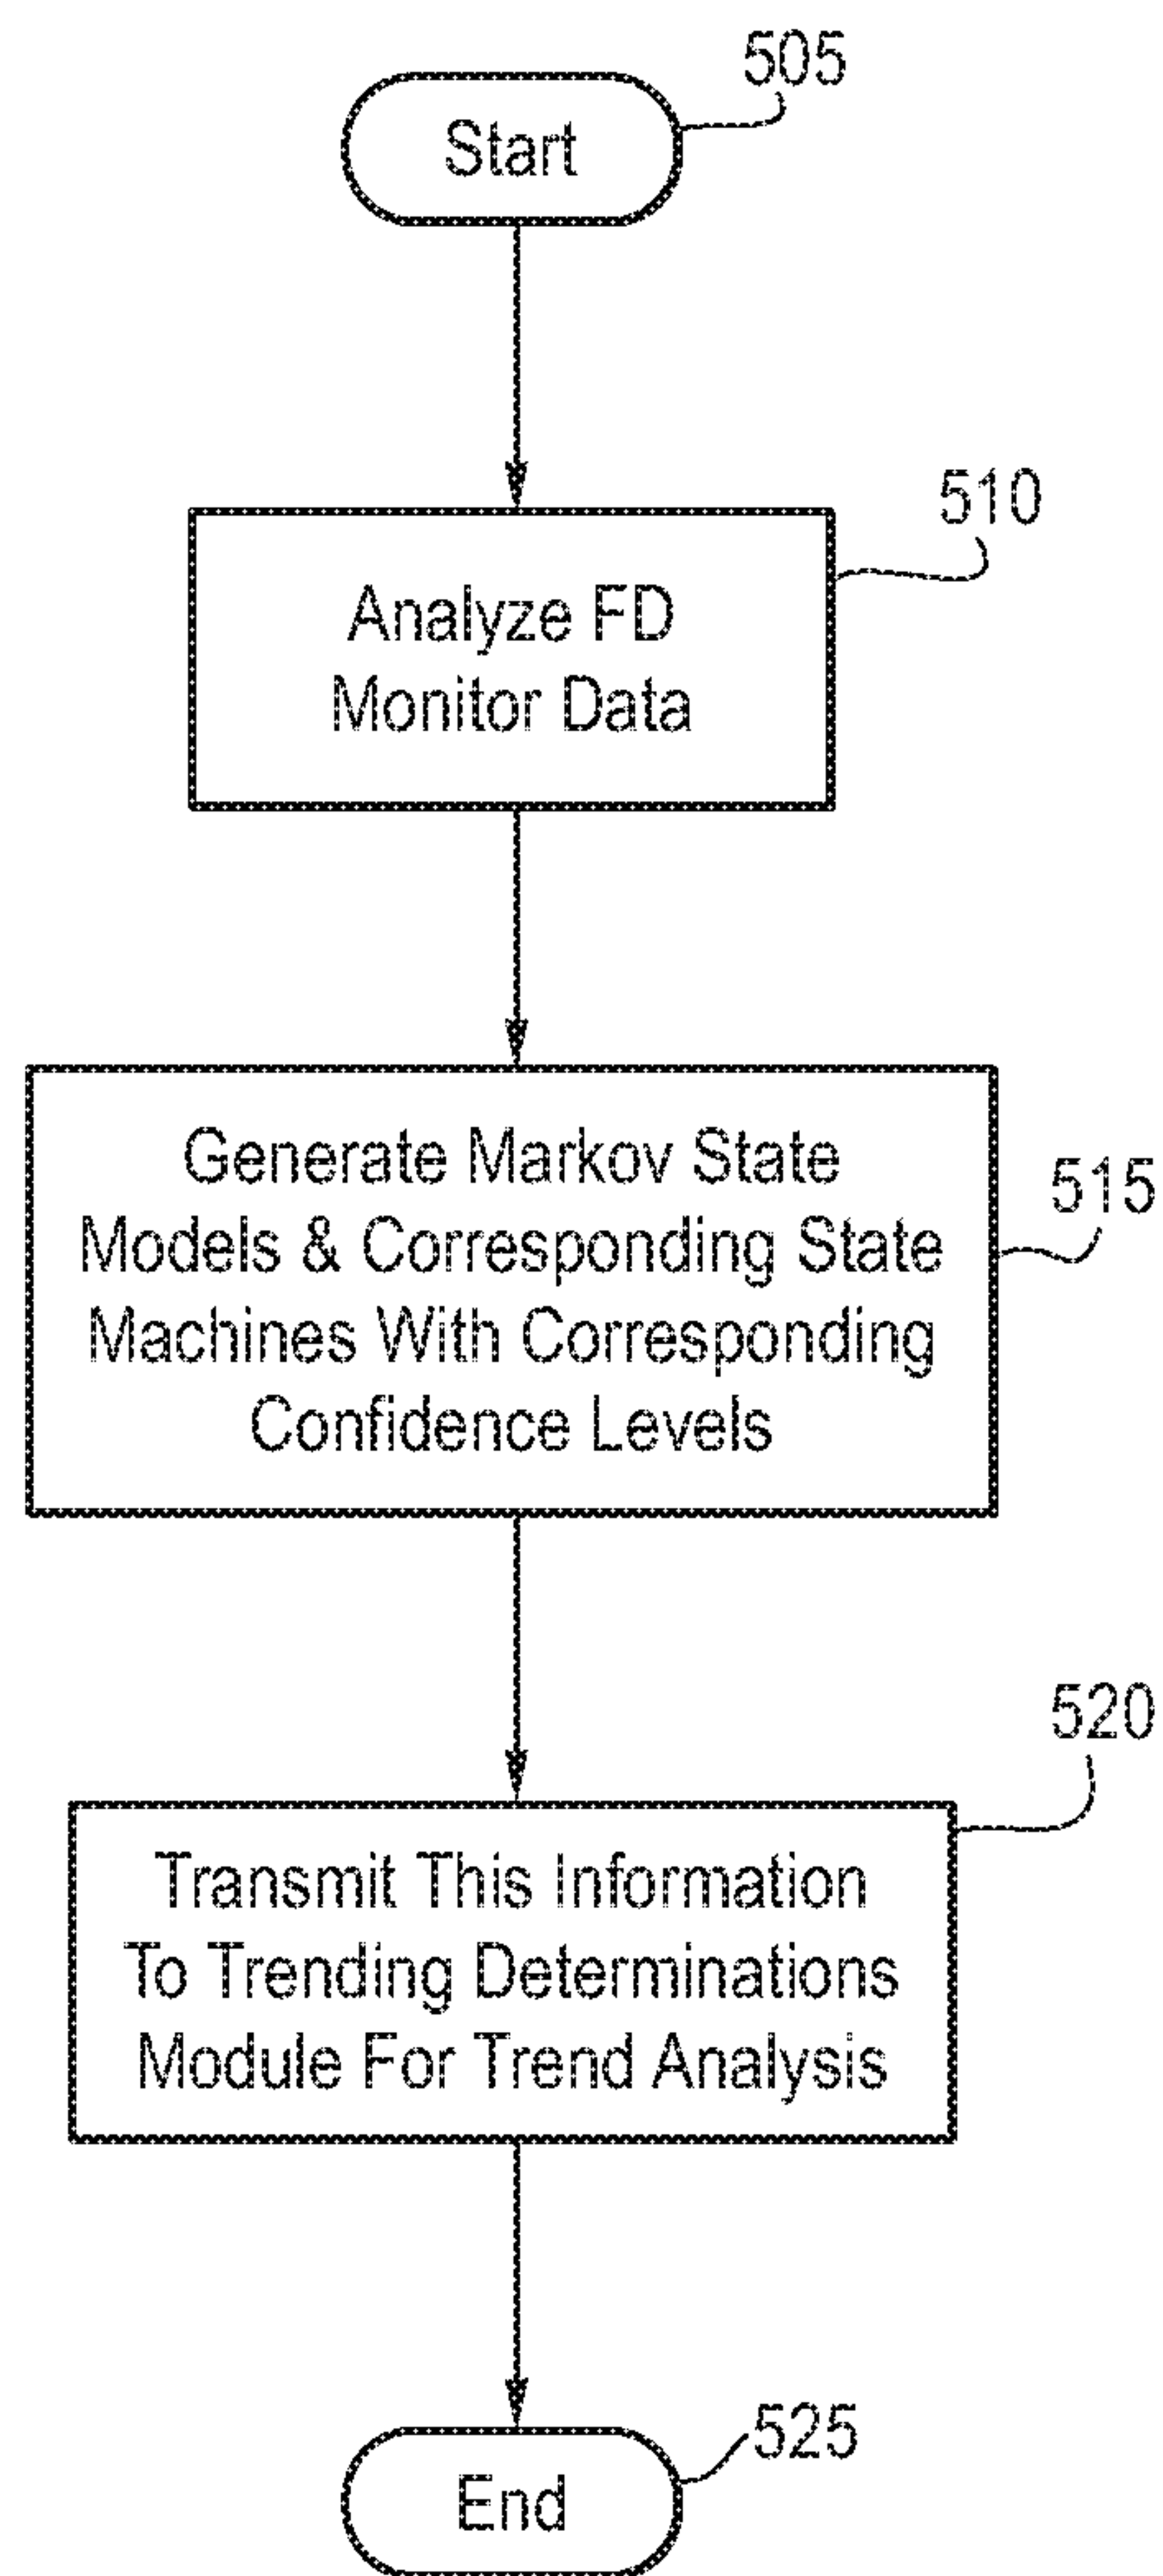 505
Start
510
Analyze FD
Monitor Data
Generate Markov State
Models & Corresponding State
Machines With Corresponding
Confidence Levels
515
520
Transmit This Information
To Trending Determinations
Module For Trend Analysis
525
End